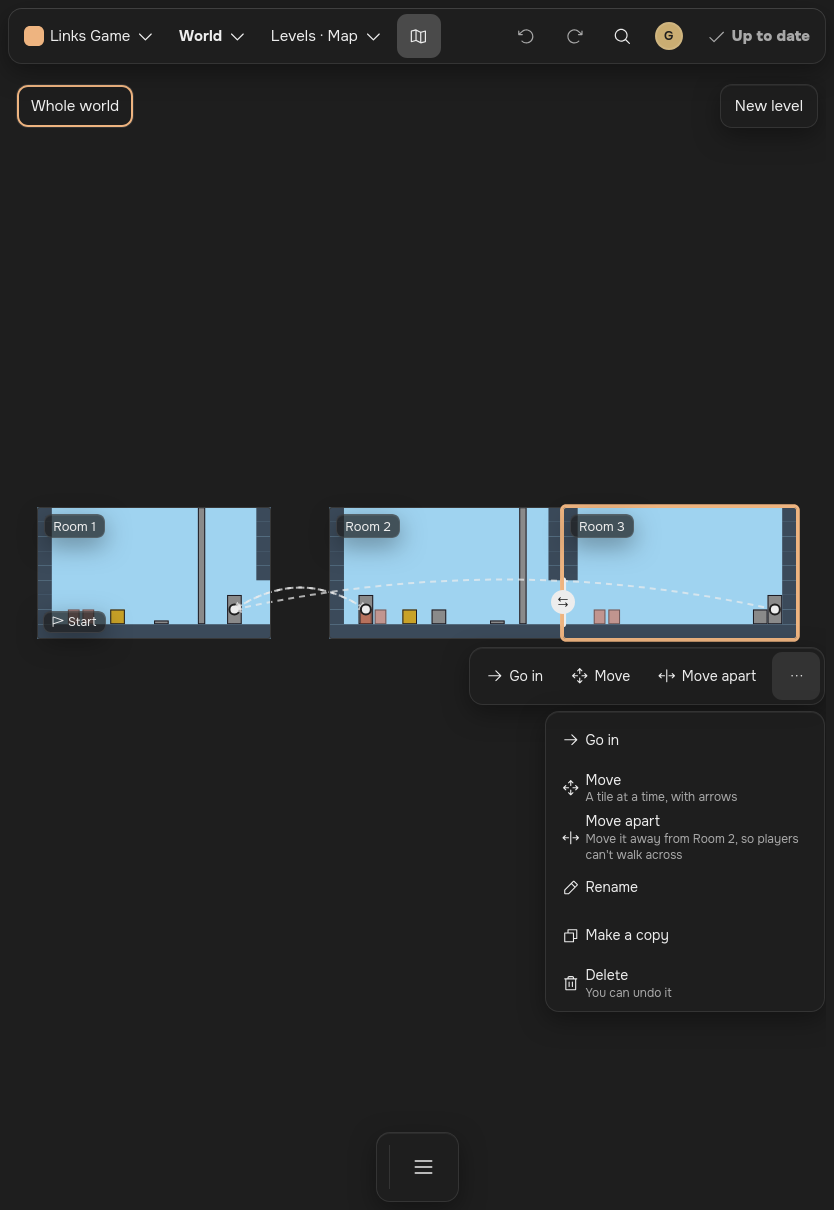 Links Game
World
Levels · Map
G
Up to date
Whole world
New level
Room 1
Room 2
Room 3
Start
Go in
Move
Move apart
Go in
Move
A tile at a time, with arrows
Move apart
Move it away from Room 2, so players
can't walk across
Rename
Make a copy
Delete
You can undo it